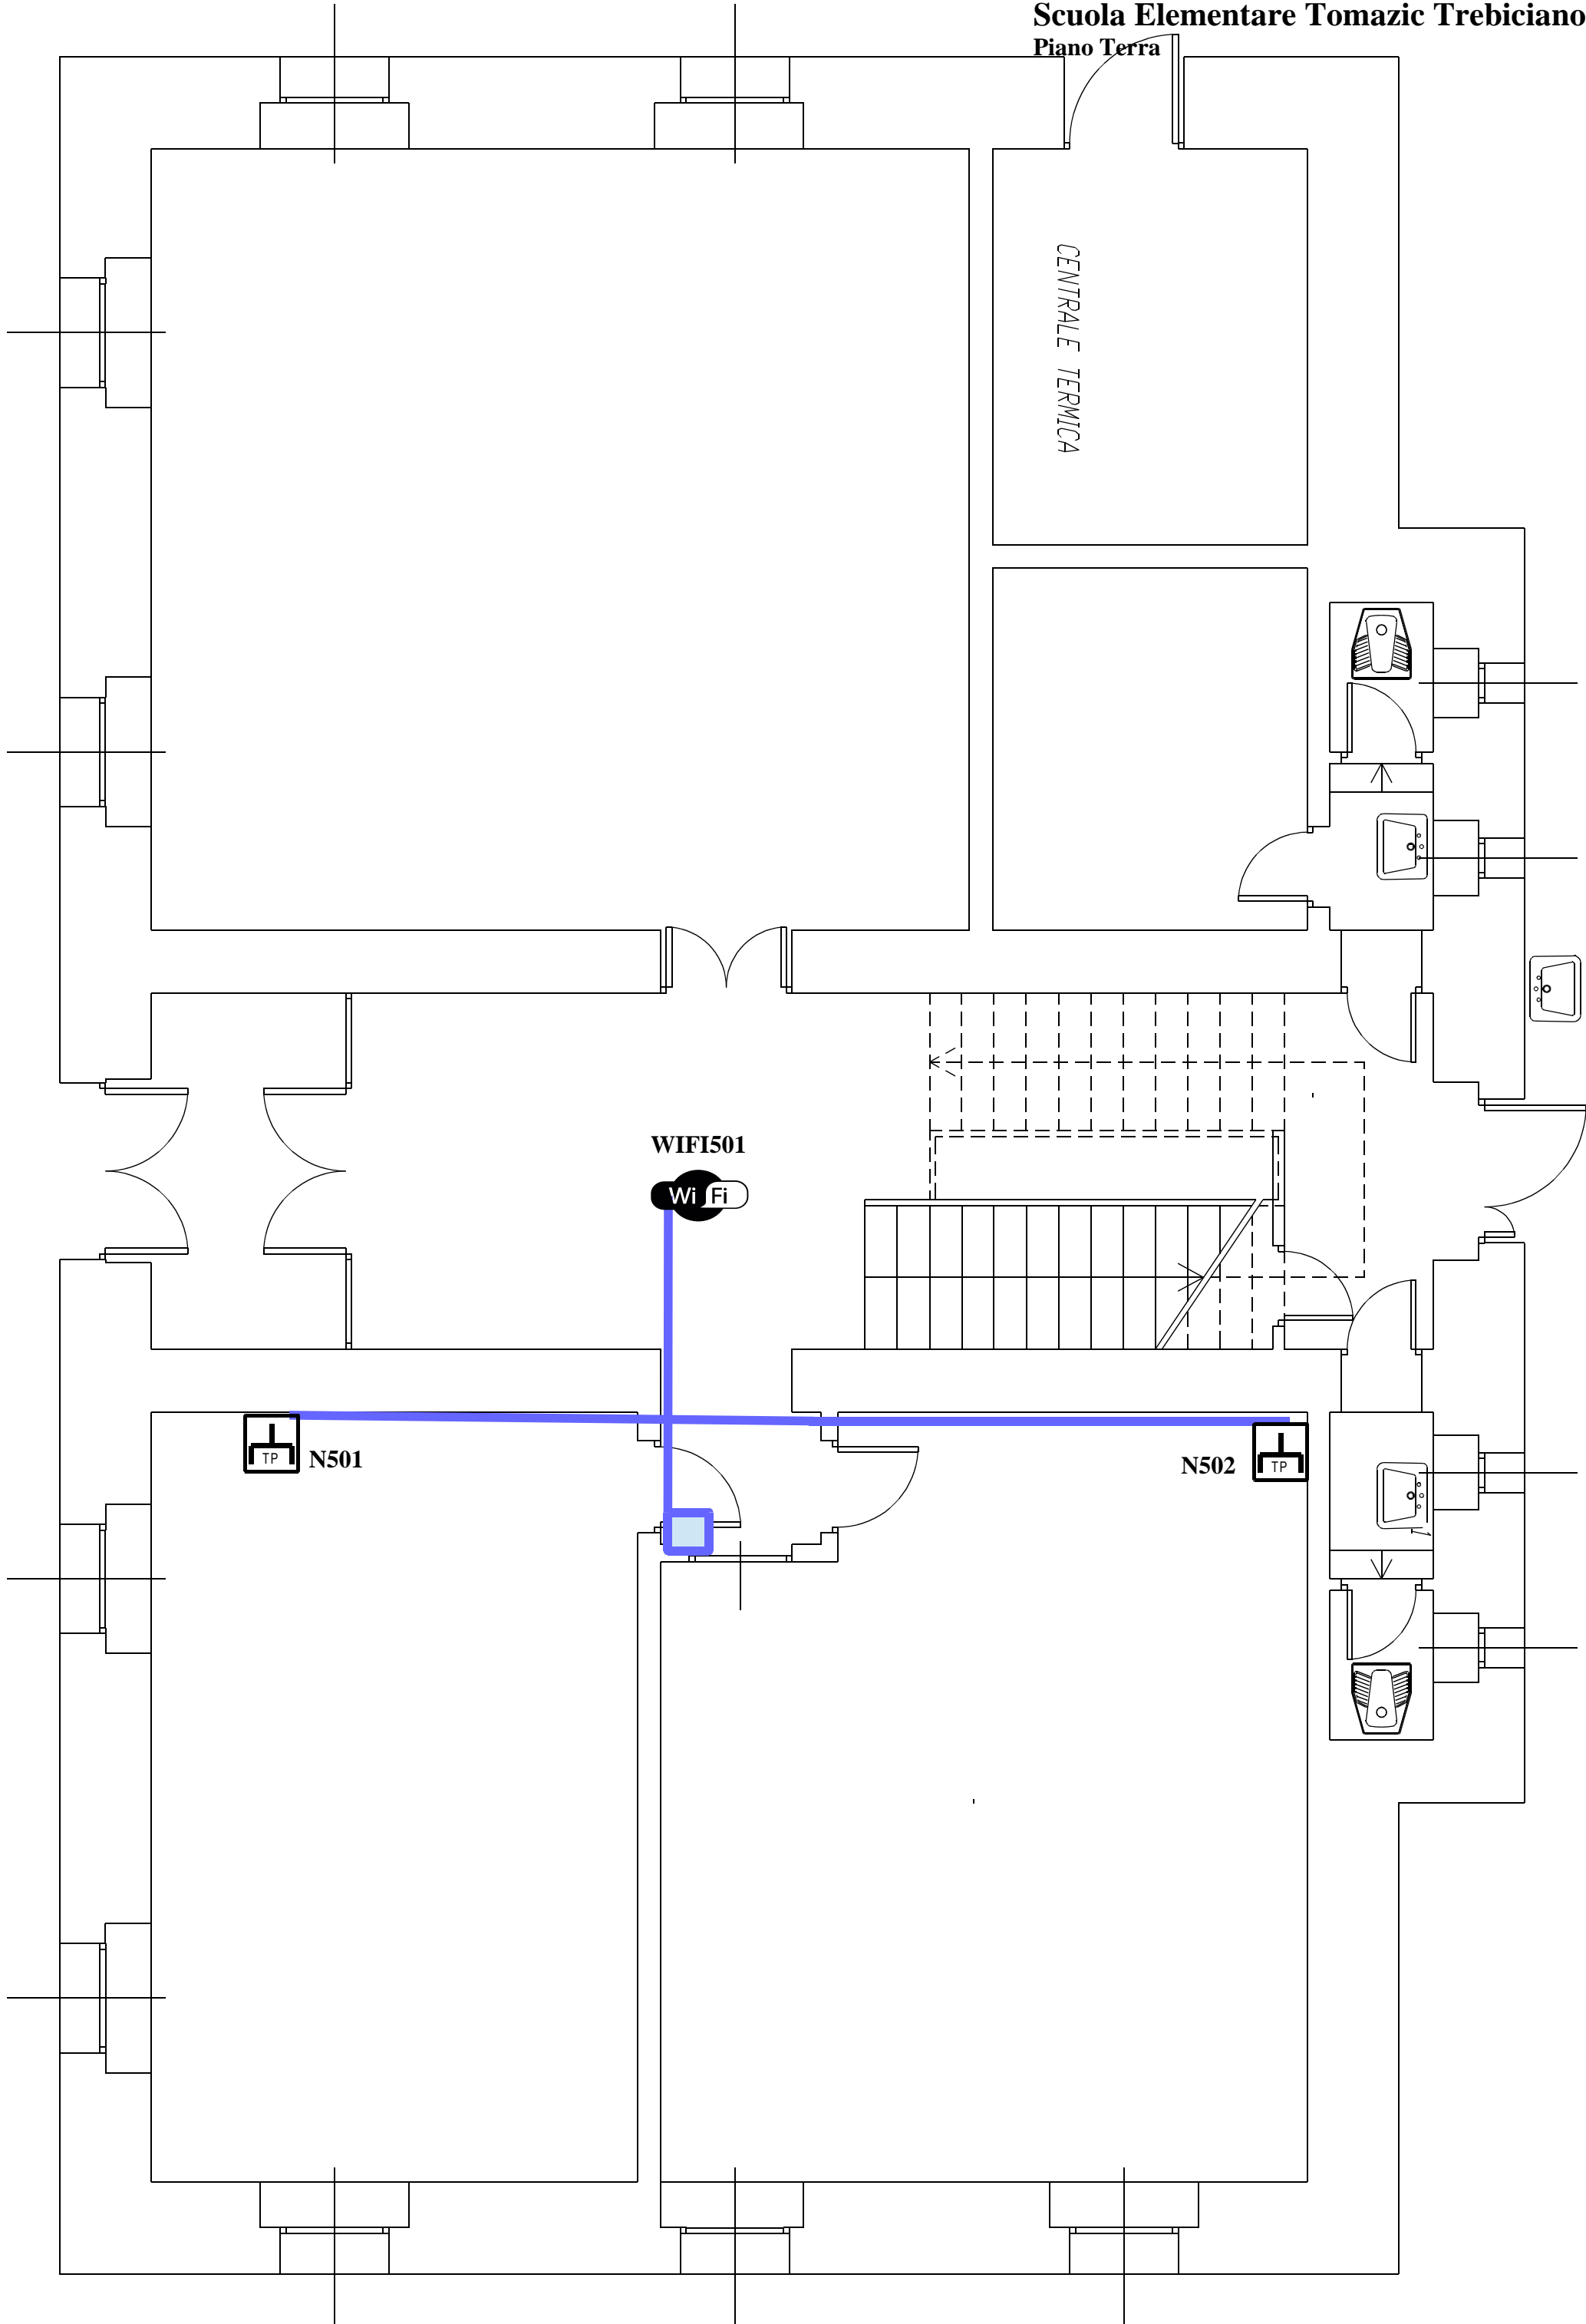 Scuola Elementare Tomazic Trebiciano
Piano Terra
CENTRALE TERMICA
WIFI501
Wi Fi
TP
N501
N502
TP